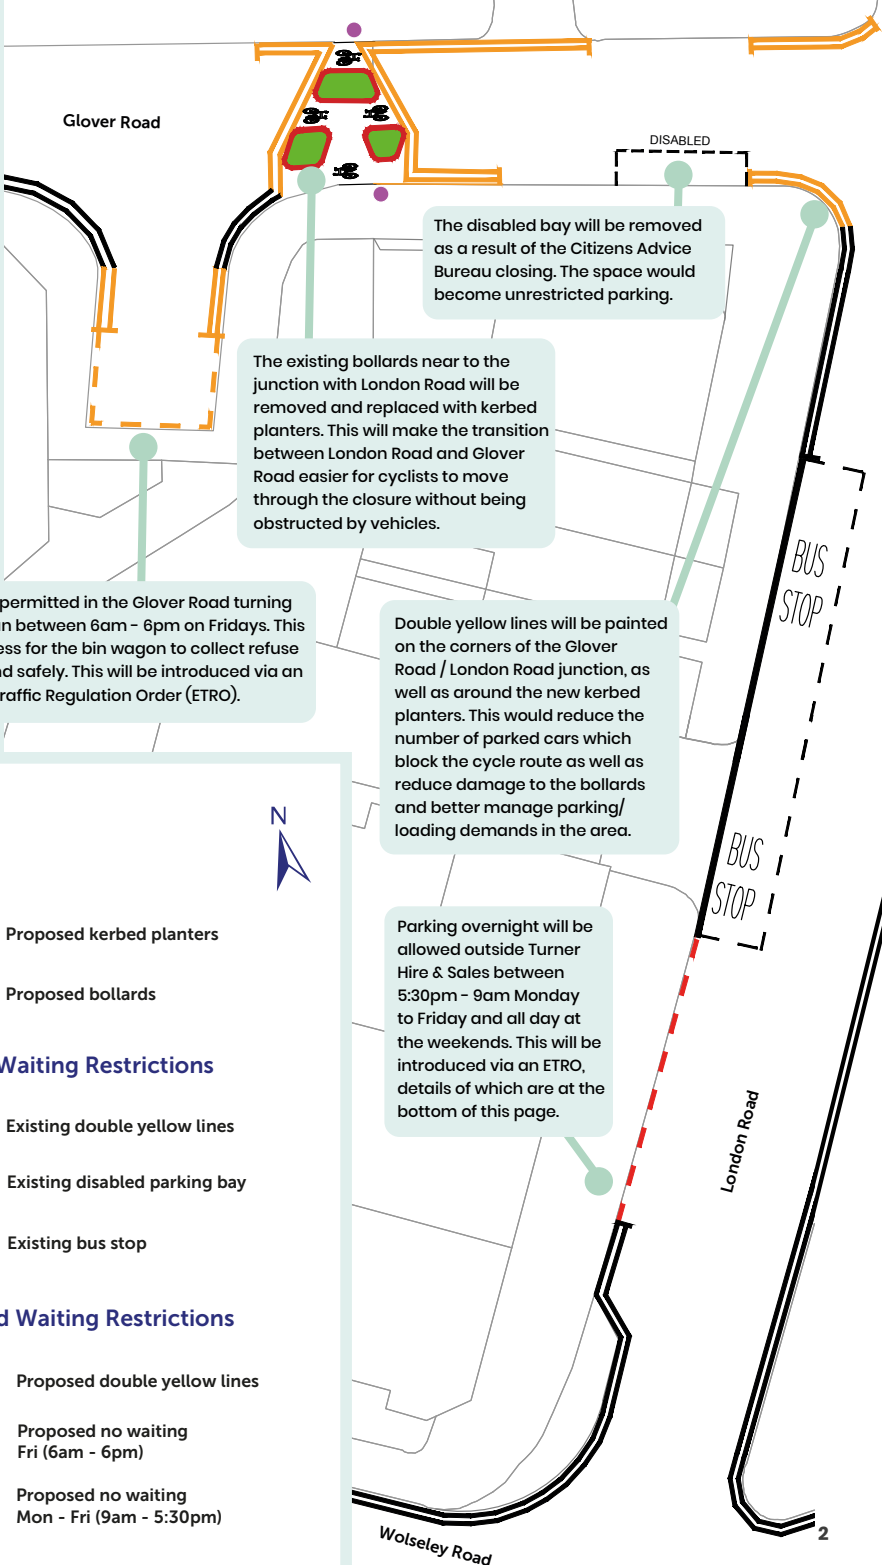 Glover Road
DISABLED
The disabled bay will be removed
as a result of the Citizens Advice
Bureau closing. The space would
become unrestricted parking.
The existing bollards near to the
junction with London Road will be
removed and replaced with kerbed
planters. This will make the transition
between London Road and Glover
Road easier for cyclists to move
through the closure without being
obstructed by vehicles.
BUS
STOP
permitted in the Glover Road turning
n between 6am - 6pm on Fridays. This
ess for the bin wagon to collect refuse
nd safely. This will be introduced via an
raffic Regulation Order (ETRO).
Double yellow lines will be painted
on the corners of the Glover
Road / London Road junction, as
well as around the new kerbed
planters. This would reduce the
number of parked cars which
block the cycle route as well as
reduce damage to the bollards
and better manage parking/
loading demands in the area.
BUS
STOP
N
Parking overnight will be
allowed outside Turner
Hire & Sales between
5:30pm - 9am Monday
to Friday and all day at
the weekends. This will be
introduced via an ETRO,
details of which are at the
bottom of this page.
London Road
Proposed kerbed planters
Proposed bollards
Waiting Restrictions
Existing double yellow lines
Existing disabled parking bay
Existing bus stop
d Waiting Restrictions
Proposed double yellow lines
Proposed no waiting
Fri (6am - 6pm)
Proposed no waiting
Mon - Fri (9am - 5:30pm)
Wolseley Road
2